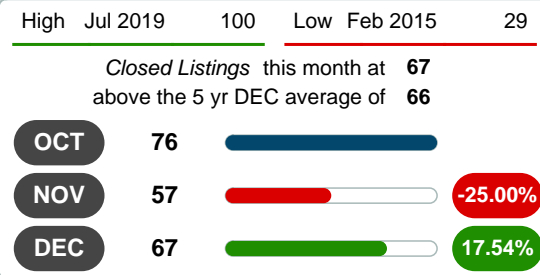 High Jul 2019 100 Low Feb 2015 29
Closed Listings this month at 67
above the 5 yr DEC average of 66
OCT 76
NOV 57 -25.00%
DEC 67 17.54%